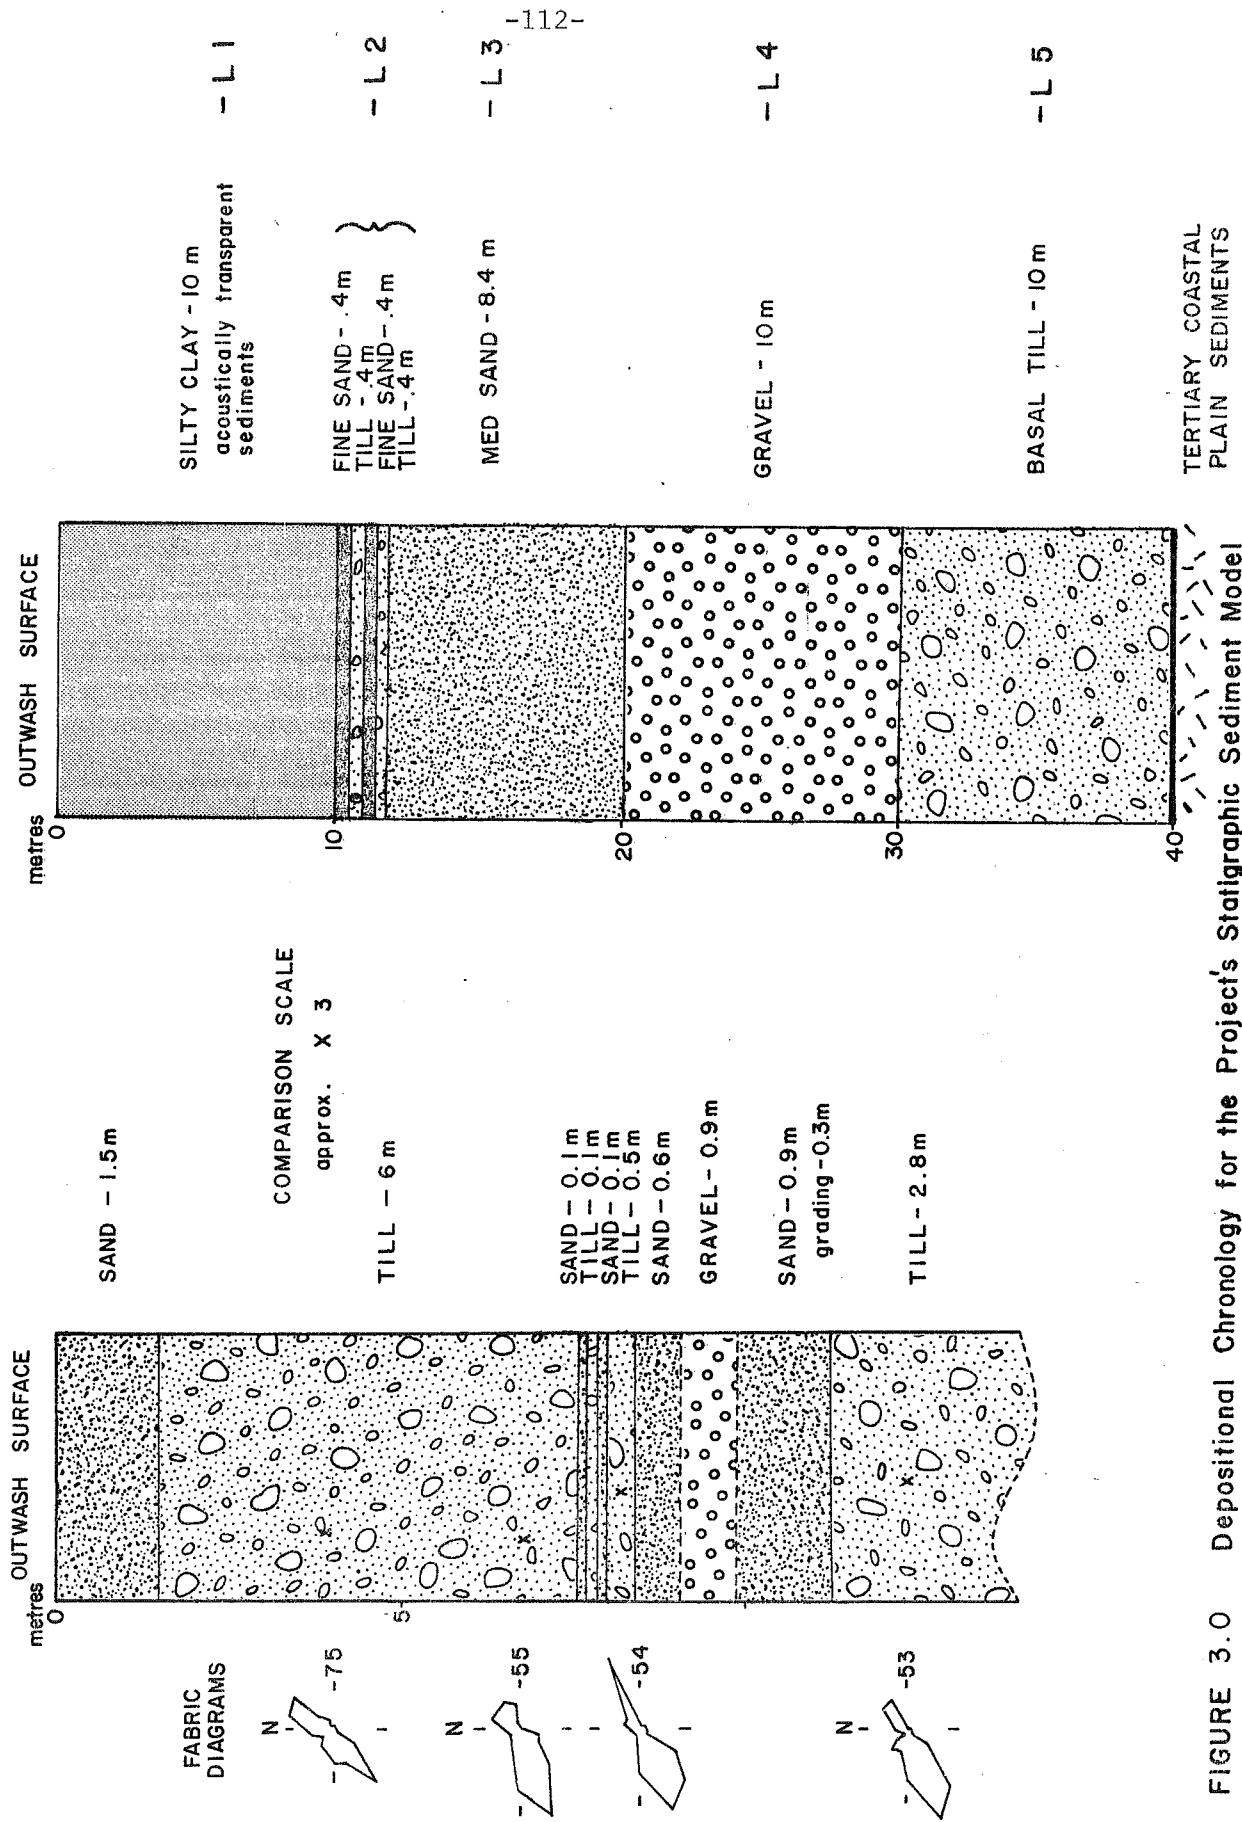 -112-
FABRIC
DIAGRAMS
N
-75
N
-55
-54
N
-53
OUTWASH SURFACE
metres
0
5
SAND - 1.5m
COMPARISON SCALE
approx. X 3
TILL - 6m
SAND - 0.1m
TILL - 0.1m
SAND - 0.1m
TILL - 0.5m
SAND - 0.6m
GRAVEL - 0.9m
SAND - 0.9m
grading - 0.3m
TILL - 2.8m
OUTWASH SURFACE
metres
0
10
20
30
40
SILTY CLAY - 10 m
acoustically transparent
sediments
- L 1
FINE SAND - .4m
TILL - .4m
FINE SAND - .4m
TILL - .4m
- L 2
MED SAND - 8.4 m
- L 3
GRAVEL - 10m
- L 4
BASAL TILL - 10m
- L 5
TERTIARY COASTAL
PLAIN SEDIMENTS
FIGURE 3.0 Depositional Chronology for the Project's Statigraphic Sediment Model